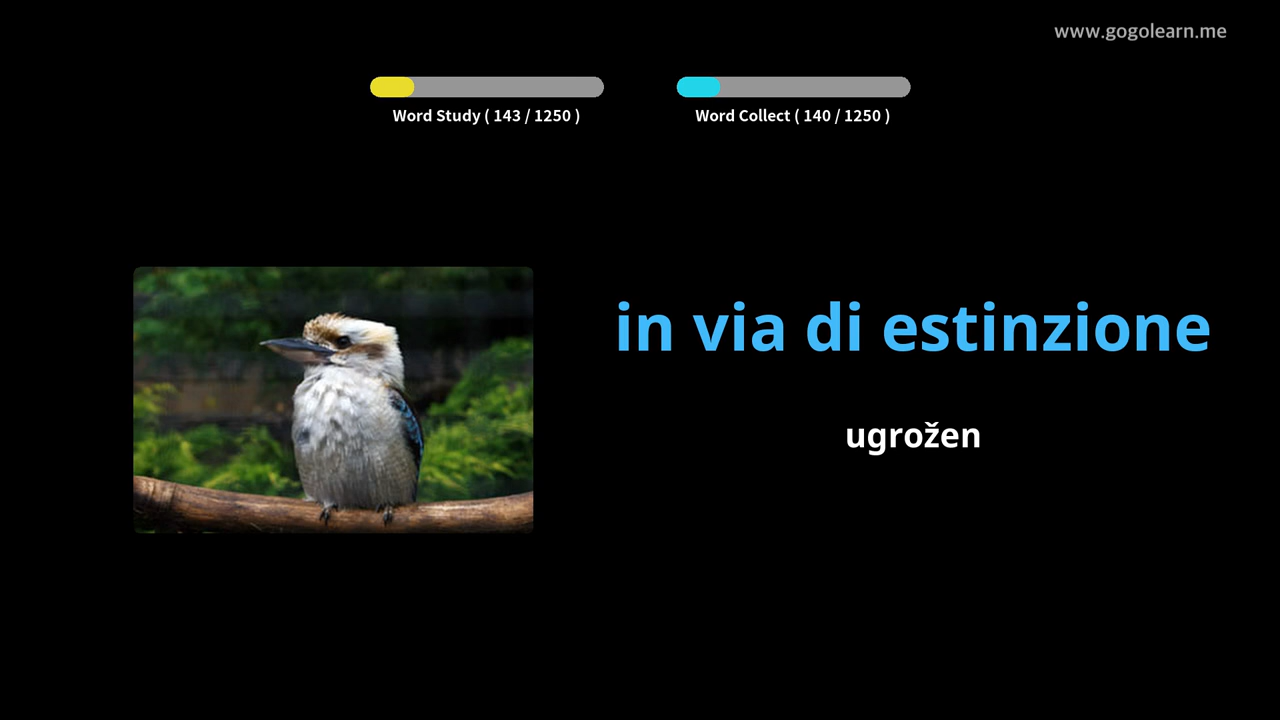 www.gogolearn.me
Word Study ( 143 / 1250 )
Word Collect ( 140 / 1250 )
in via di estinzione
ugrožen